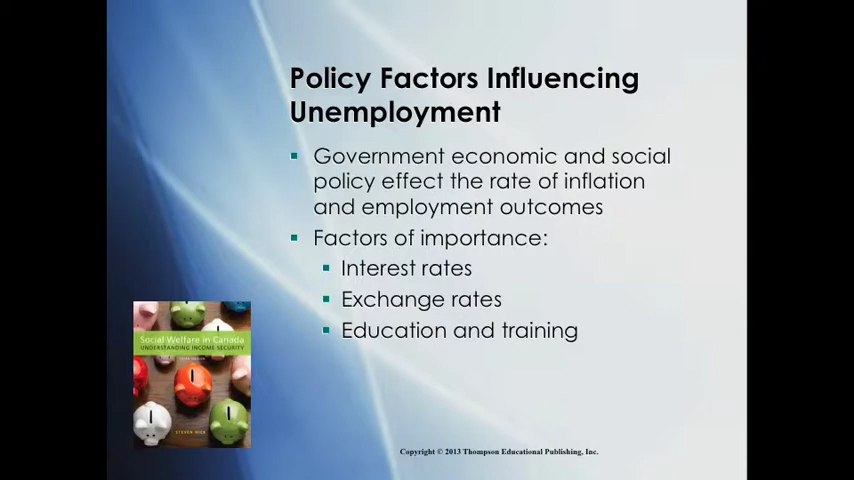 Policy Factors Influencing
Unemployment
Government economic and social
policy effect the rate of inflation
and employment outcomes
Factors of importance:
Interest rates
Exchange rates
Education and training
Social Welfare in Canada
UNDERSTANDING INCOME SECURITY
STEVEN HICK
Copyright © 2013 Thompson Educational Publishing, Inc.